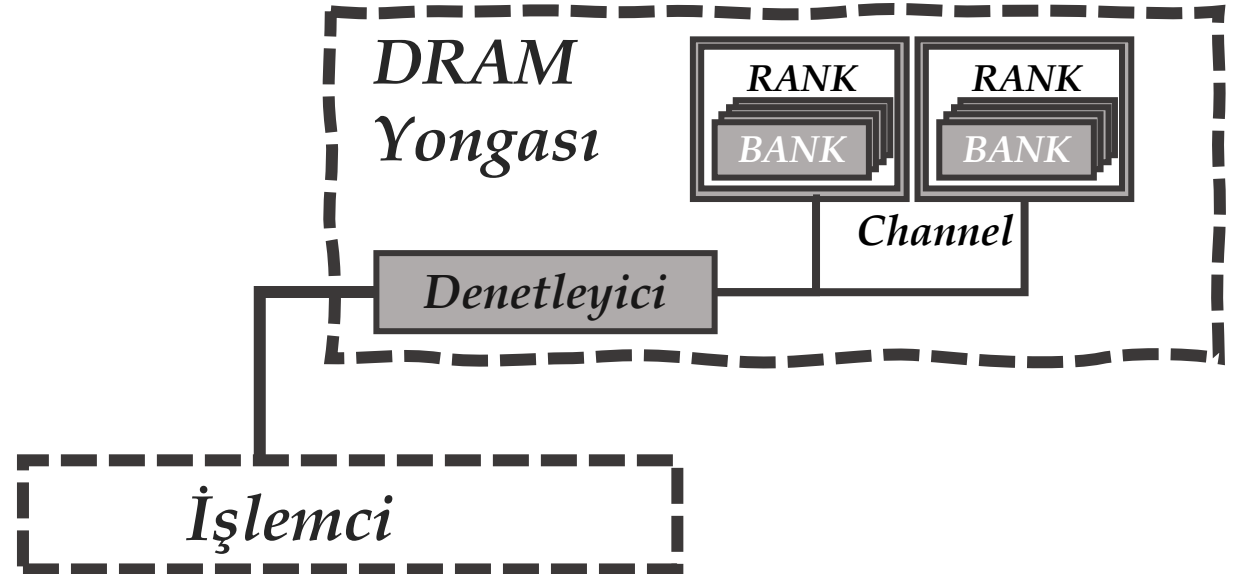 DRAM
Yongası
RANK
BANK
RANK
BANK
Channel
Denetleyici
İşlemci